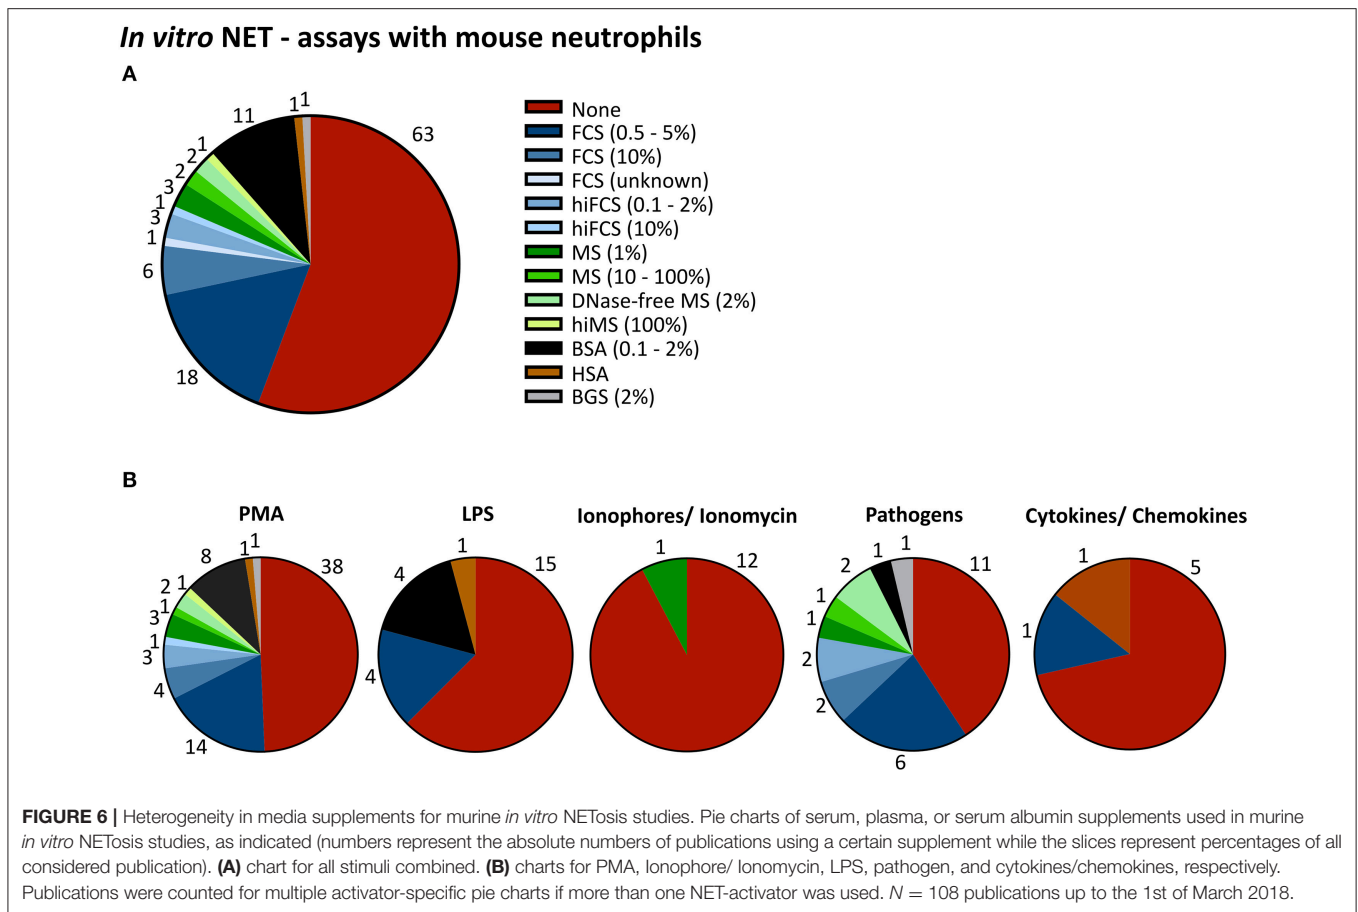 In vitro NET - assays with mouse neutrophils
A
63
18
6
1
3
1
3
2
2
1
11
1
1
None
FCS (0.5 - 5%)
FCS (10%)
FCS (unknown)
hiFCS (0.1 - 2%)
hiFCS (10%)
MS (1%)
MS (10 - 100%)
DNase-free MS (2%)
hiMS (100%)
BSA (0.1 - 2%)
HSA
BGS (2%)
B
PMA
38
14
4
3
1
3
1
2
1
8
1
1
LPS
15
4
4
1
Ionophores/ Ionomycin
12
1
Pathogens
11
6
2
2
1
1
2
1
1
Cytokines/ Chemokines
5
1
1
FIGURE 6 | Heterogeneity in media supplements for murine in vitro NETosis studies. Pie charts of serum, plasma, or serum albumin supplements used in murine
in vitro NETosis studies, as indicated (numbers represent the absolute numbers of publications using a certain supplement while the slices represent percentages of all
considered publication). (A) chart for all stimuli combined. (B) charts for PMA, Ionophore/ Ionomycin, LPS, pathogen, and cytokines/chemokines, respectively.
Publications were counted for multiple activator-specific pie charts if more than one NET-activator was used. N = 108 publications up to the 1st of March 2018.